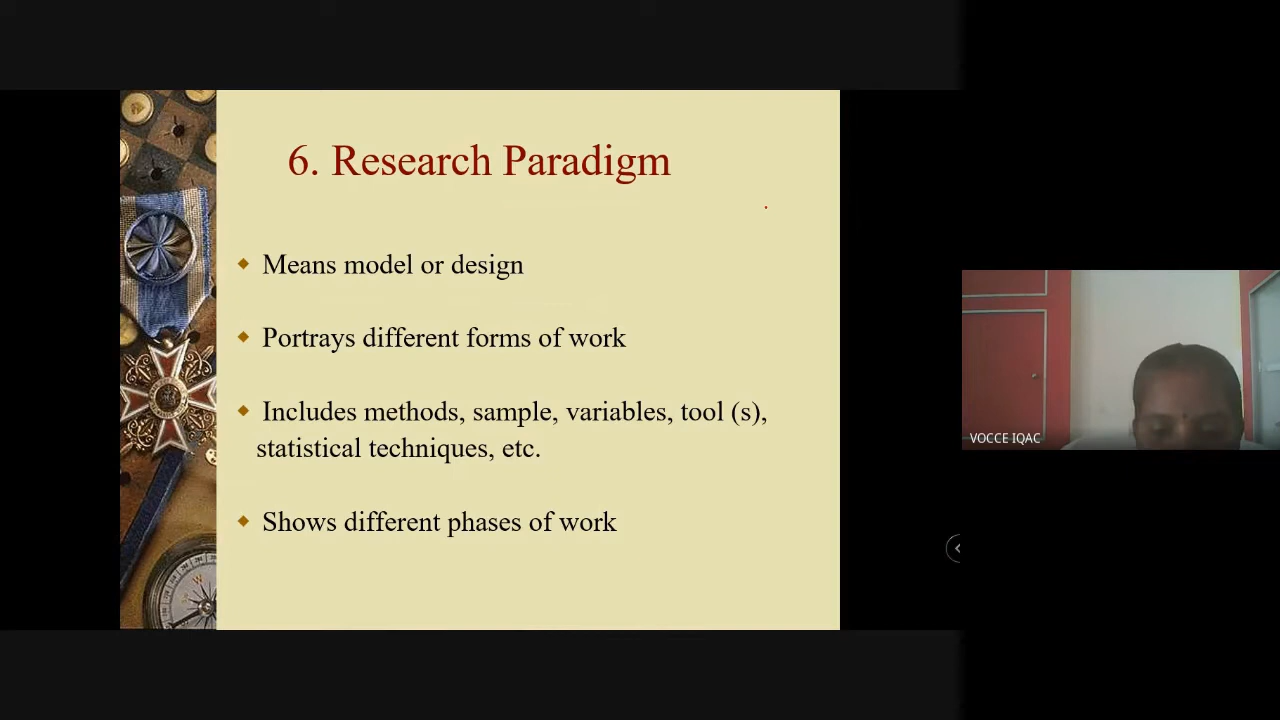 6. Research Paradigm
Means model or design
Portrays different forms of work
Includes methods, sample, variables, tool (s),
statistical techniques, etc.
Shows different phases of work
VOCCE IQAC
W